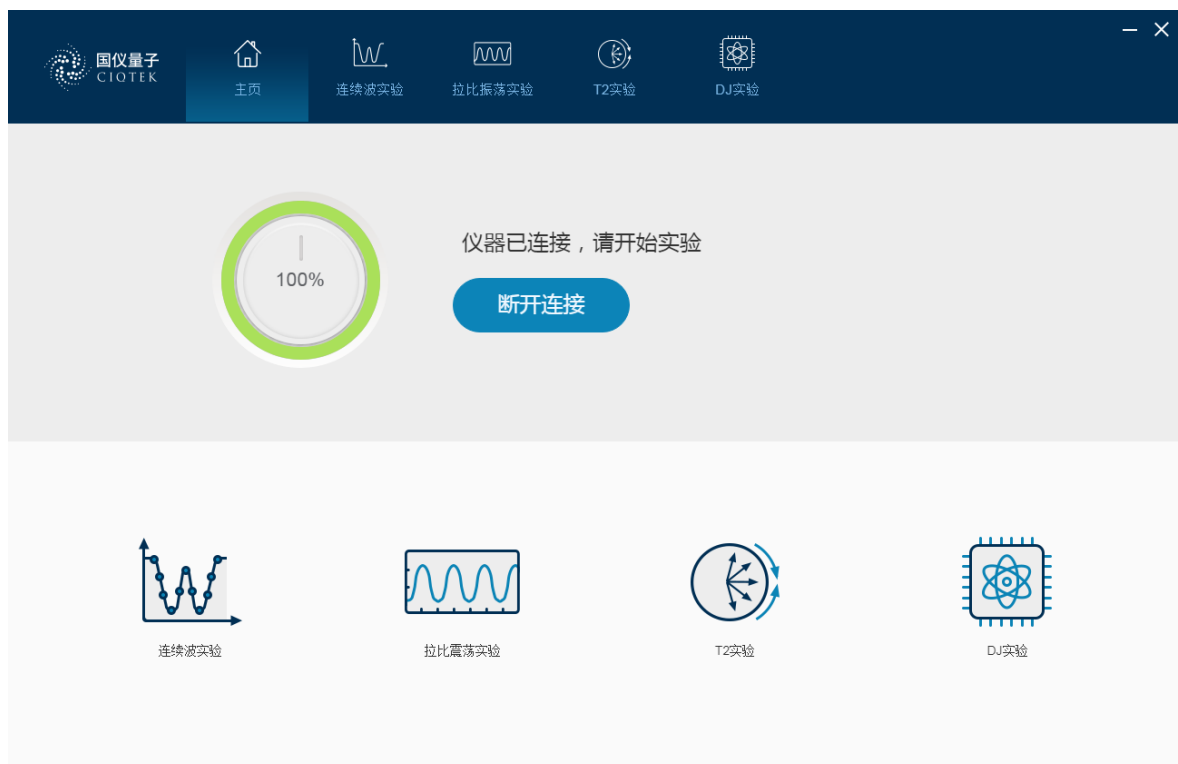 国仪量子
CIOTEK
主页
连续波实验
拉比振荡实验
T2实验
DJ实验
100%
仪器已连接，请开始实验
断开连接
连续波实验
拉比震荡实验
T2实验
DJ实验